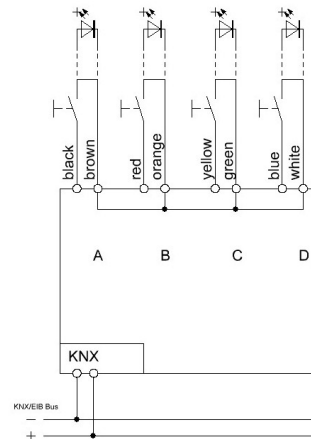 black
brown
red
orange
yellow
green
blue
white
A
B
C
D
KNX
KNX/EIB Bus
−
+